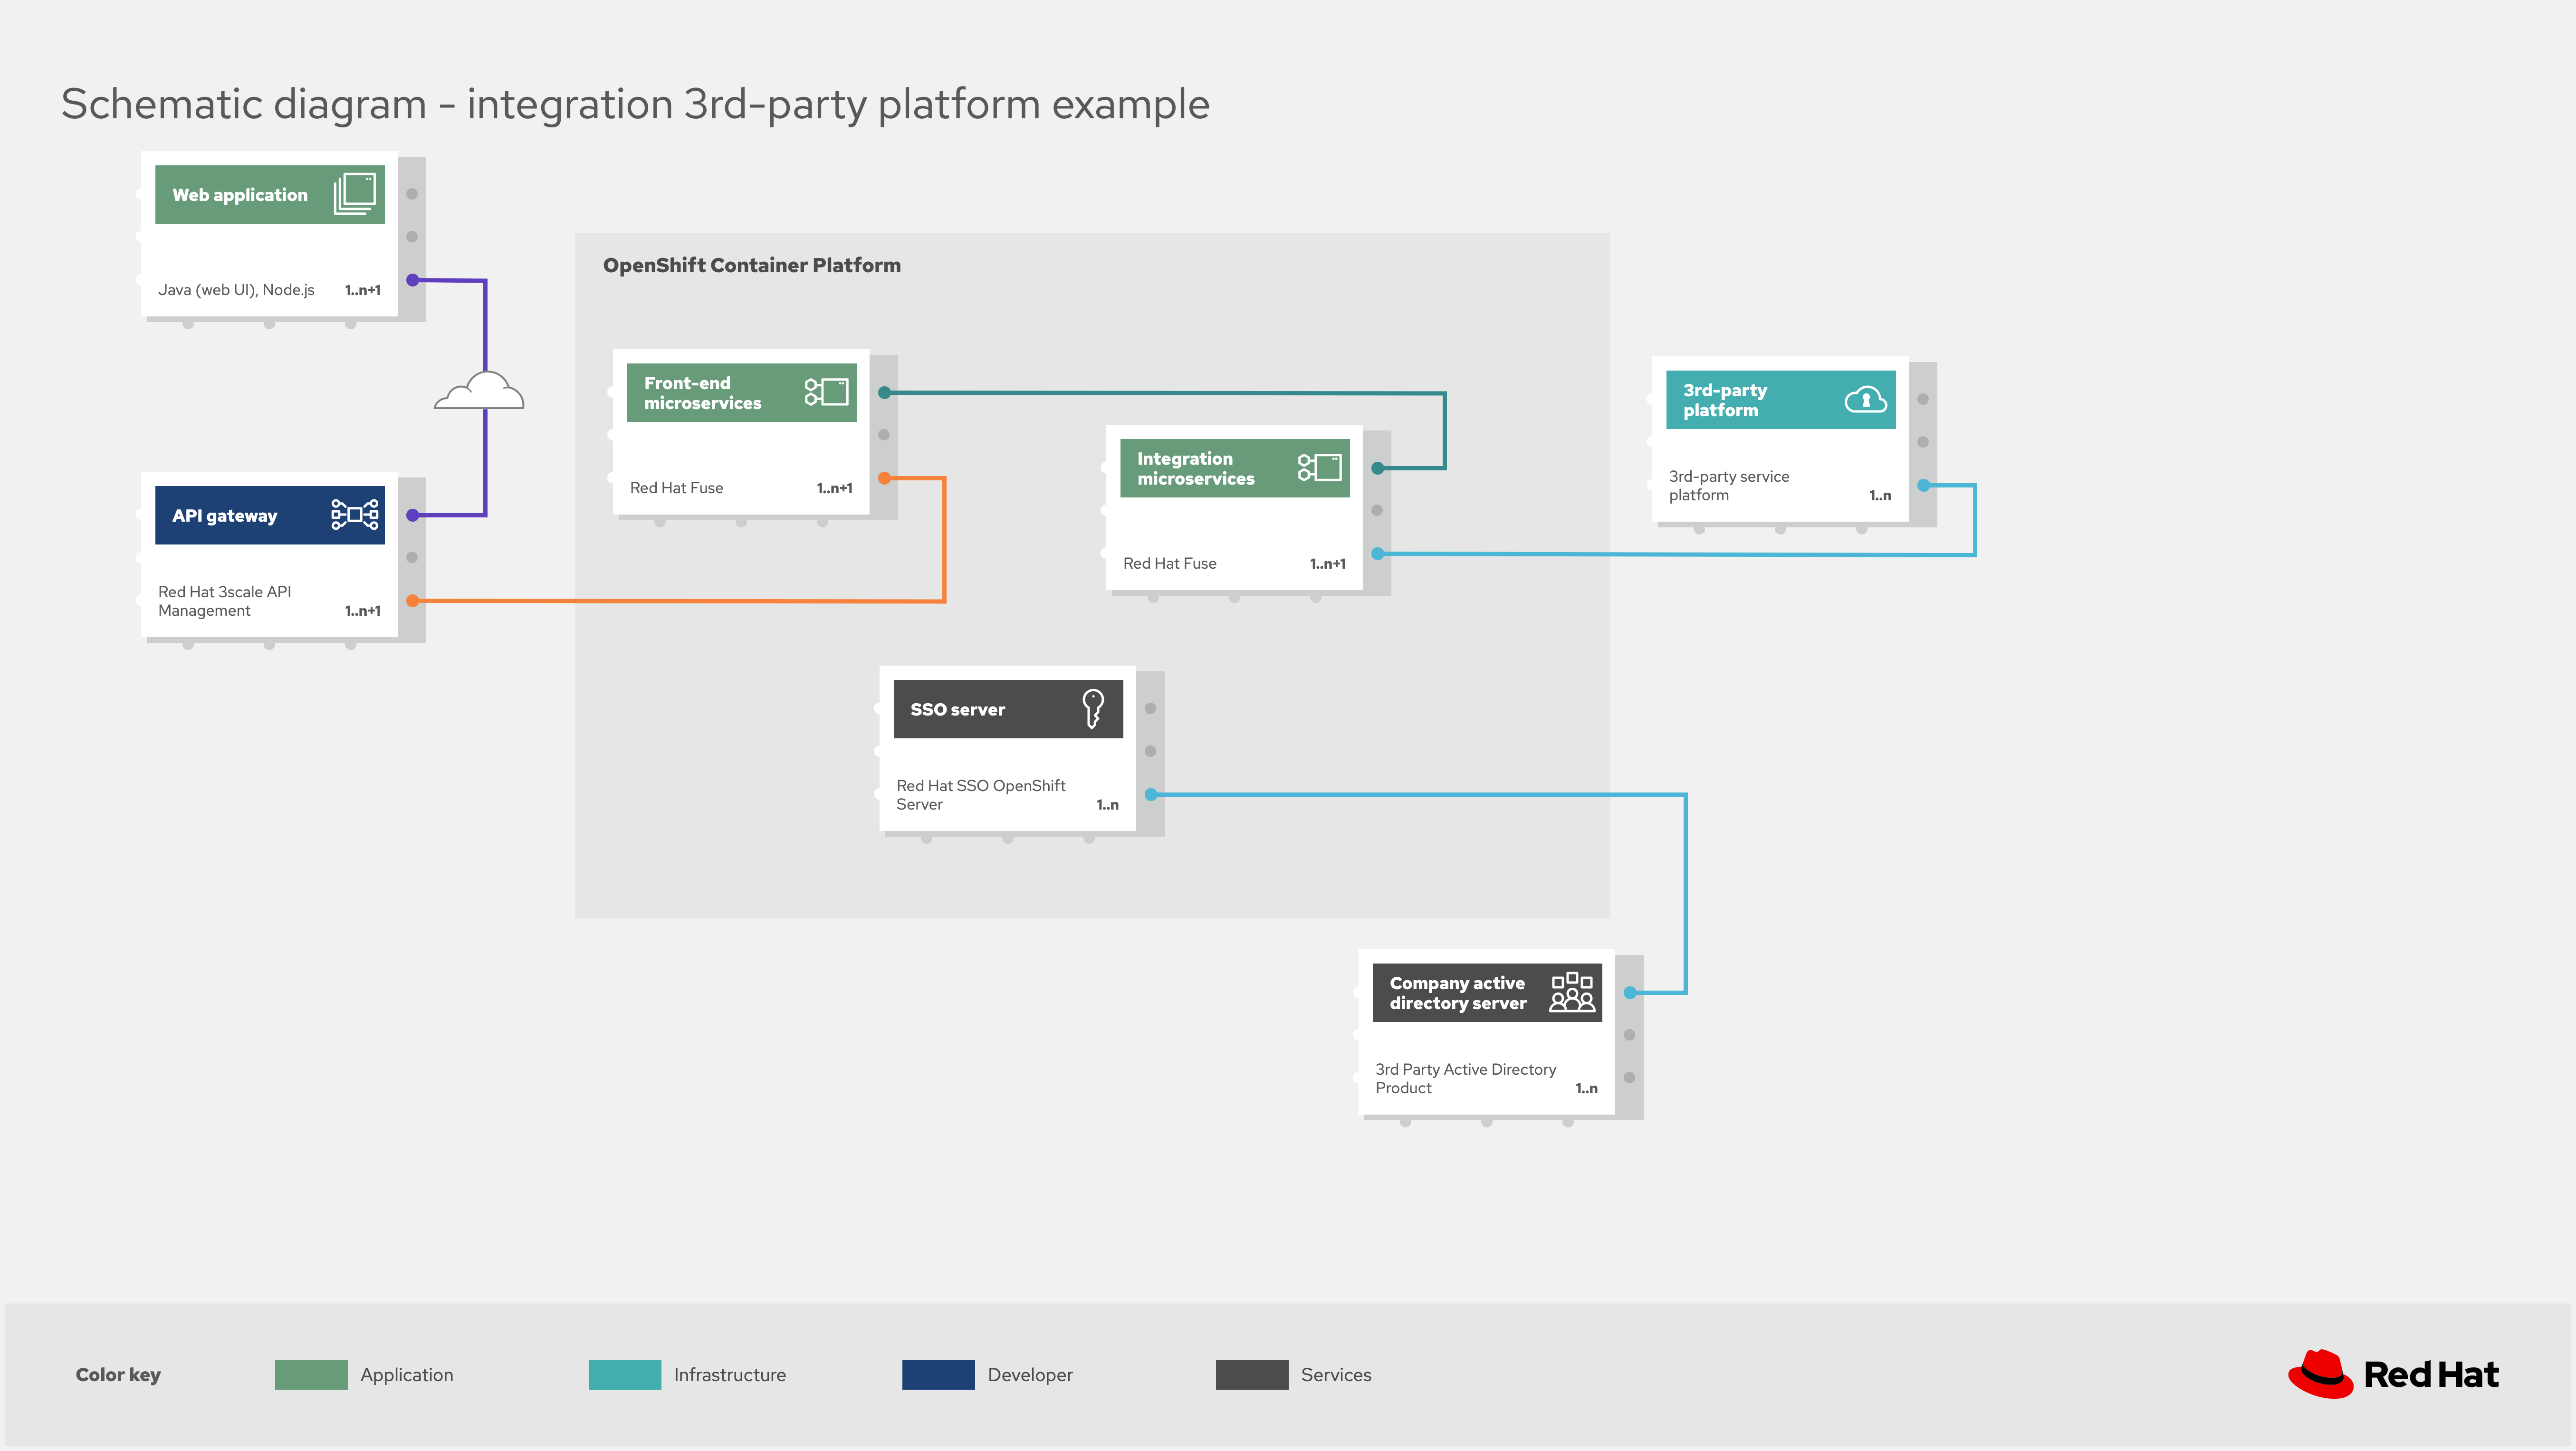 Schematic diagram - integration 3rd-party platform example
Web application
Java (web UI), Node.js
1..n+1
API gateway
Red Hat 3scale API
Management
1..n+1
OpenShift Container Platform
Front-end
microservices
Red Hat Fuse
1..n+1
Integration
microservices
Red Hat Fuse
1..n+1
SSO server
Red Hat SSO OpenShift
Server
1..n
3rd-party
platform
3rd-party service
platform
1..n
Company active
directory server
3rd Party Active Directory
Product
1..n
Color key
Application
Infrastructure
Developer
Services
Red Hat